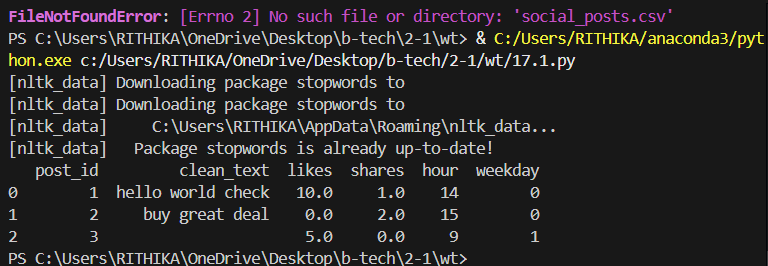 FileNotFoundError: [Errno 2] No such file or directory: 'social_posts.csv'
PS C:\Users\RITHIKA\OneDrive\Desktop\b-tech\2-1\wt> & C:/Users/RITHIKA/anaconda3/pyt
hon.exe c:/Users/RITHIKA/OneDrive/Desktop/b-tech/2-1/wt/17.1.py
[nltk_data] Downloading package stopwords to
[nltk_data] Downloading package stopwords to
[nltk_data]     C:\Users\RITHIKA\AppData\Roaming\nltk_data...
[nltk_data]   Package stopwords is already up-to-date!
   post_id         clean_text  likes  shares  hour  weekday
0        1  hello world check   10.0     1.0    14        0
1        2     buy great deal    0.0     2.0    15        0
2        3                       5.0     0.0     9        1
PS C:\Users\RITHIKA\OneDrive\Desktop\b-tech\2-1\wt>